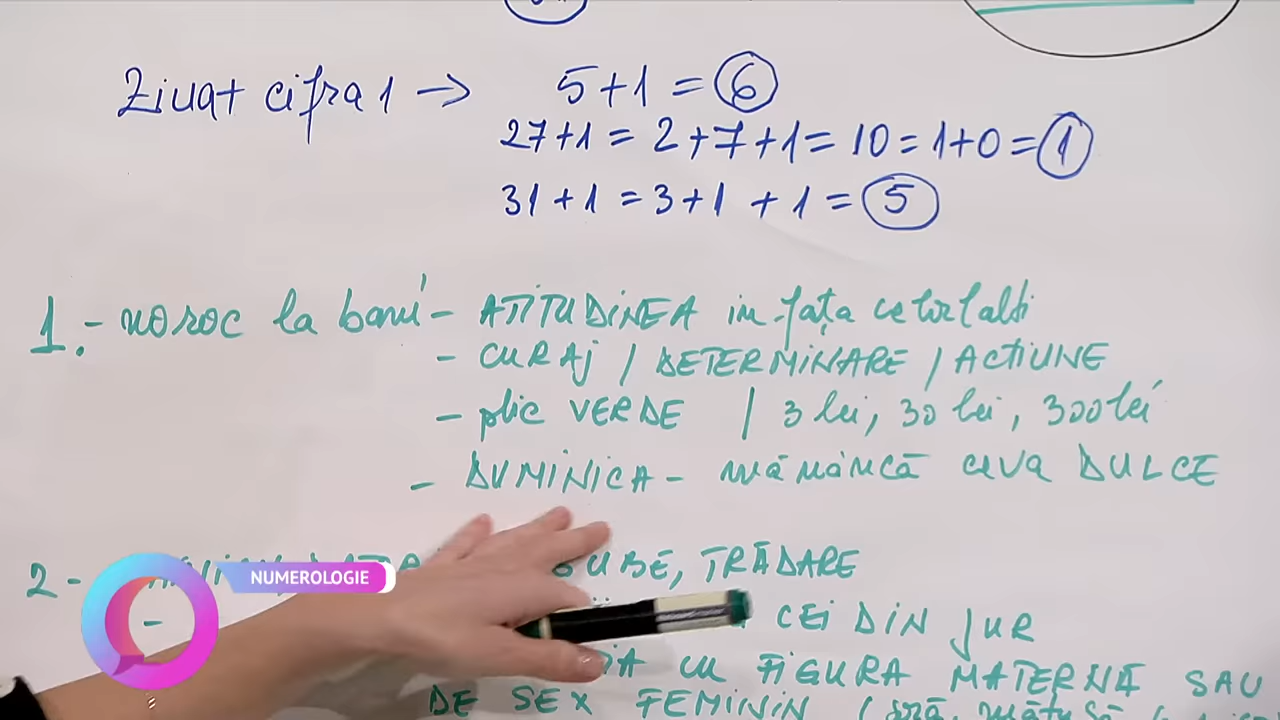 Ziua + cifra 1 → 5+1 = 6
27+1 = 2+7+1 = 10 = 1+0 = 1
31+1 = 3+1 +1 = 5
1. - noroc la bani - ATITUDINEA in fața celorlalți
- CURAJ / DETERMINARE / ACTIUNE
- plic VERDE / 3 lei, 30 lei, 300 lei
- DUMINICA - mănâncă ceva DULCE
2 - GUBE, TRĂDARE
NUMEROLOGIE
- CEI DIN JUR
CU FIGURA MATERNĂ SAU
DE SEX FEMININ